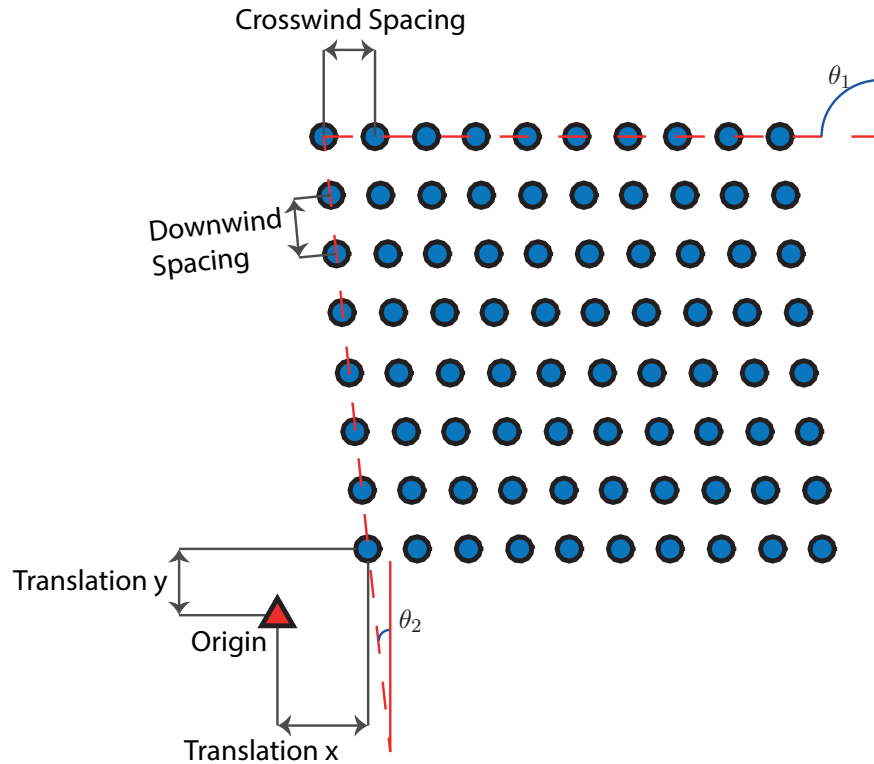 Crosswind Spacing
θ₁
Downwind
Spacing
Translation y
Origin
θ₂
Translation x